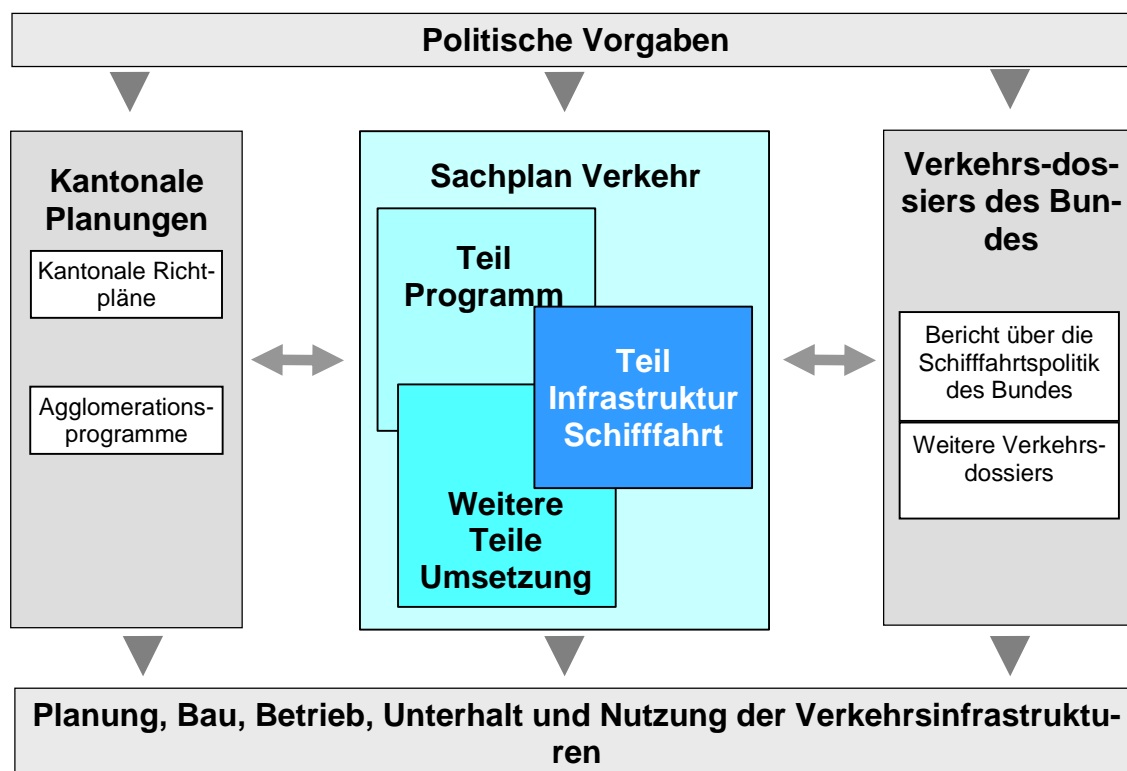 Politische Vorgaben
Kantonale
Planungen
Kantonale Richt-
pläne
Agglomerations-
programme
Sachplan Verkehr
Teil
Programm
Teil
Infrastruktur
Schifffahrt
Weitere
Teile
Umsetzung
Verkehrs-dos-
siers des Bun-
des
Bericht über die
Schifffahrtspolitik
des Bundes
Weitere Verkehrs-
dossiers
Planung, Bau, Betrieb, Unterhalt und Nutzung der Verkehrsinfrastruktu-
ren